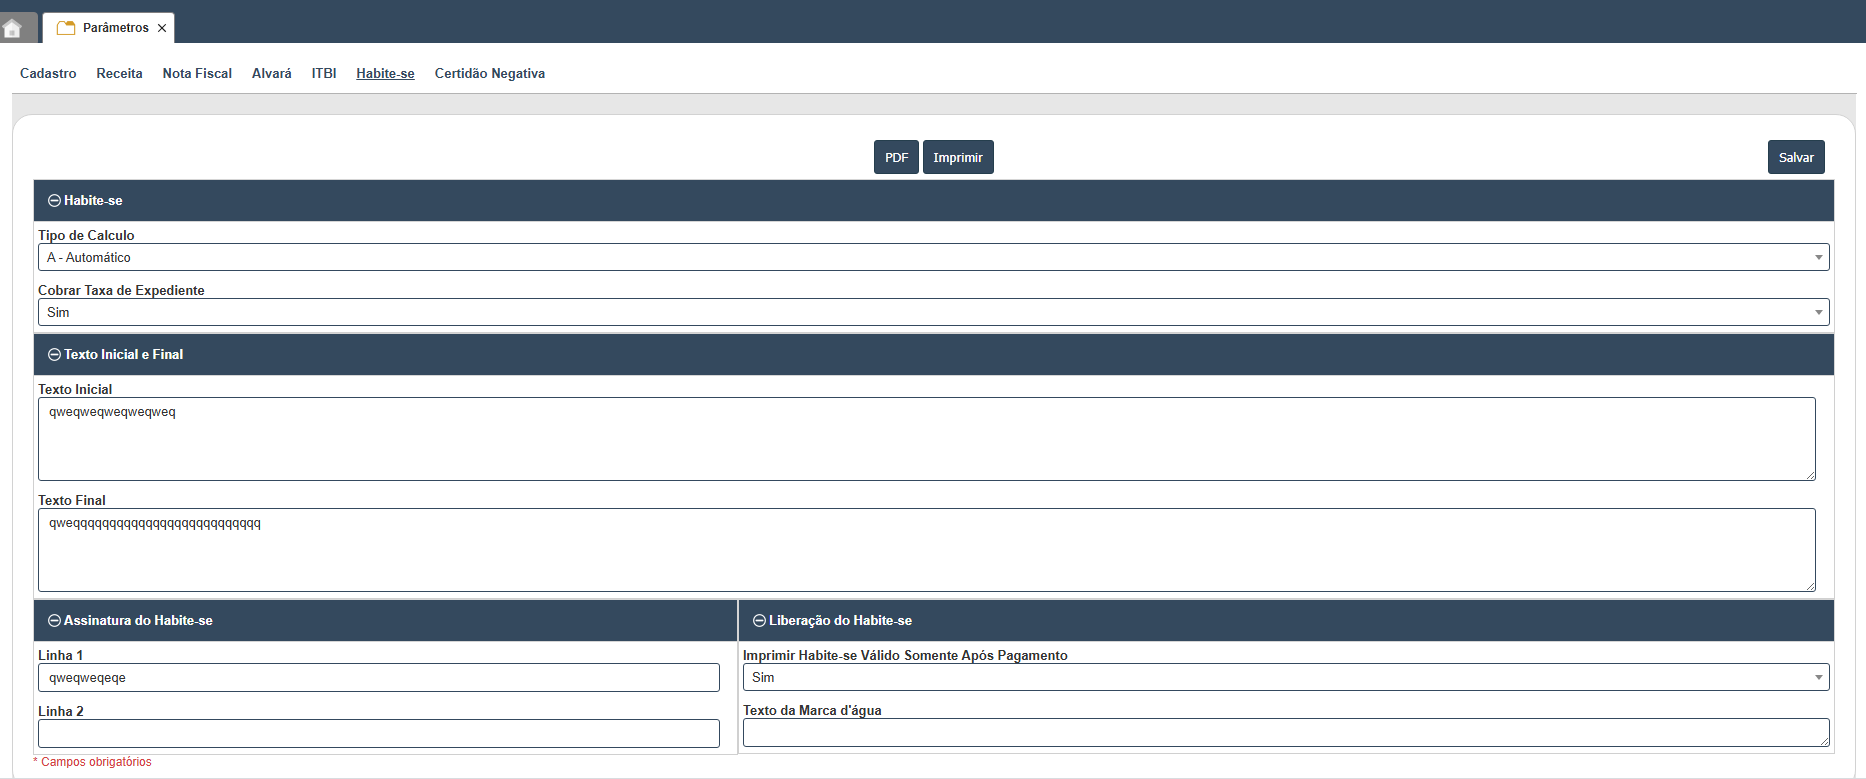 Parâmetros
Cadastro Receita Nota Fiscal Alvará ITBI Habite-se Certidão Negativa
PDF Imprimir Salvar
Habite-se
Tipo de Calculo
A - Automático
Cobrar Taxa de Expediente
Sim
Texto Inicial e Final
Texto Inicial
qweqweqweqweqweq
Texto Final
Assinatura do Habite-se
Linha 1
qweqweqeqe
Linha 2
Liberação do Habite-se
Imprimir Habite-se Válido Somente Após Pagamento
Sim
Texto da Marca d'água
* Campos obrigatórios